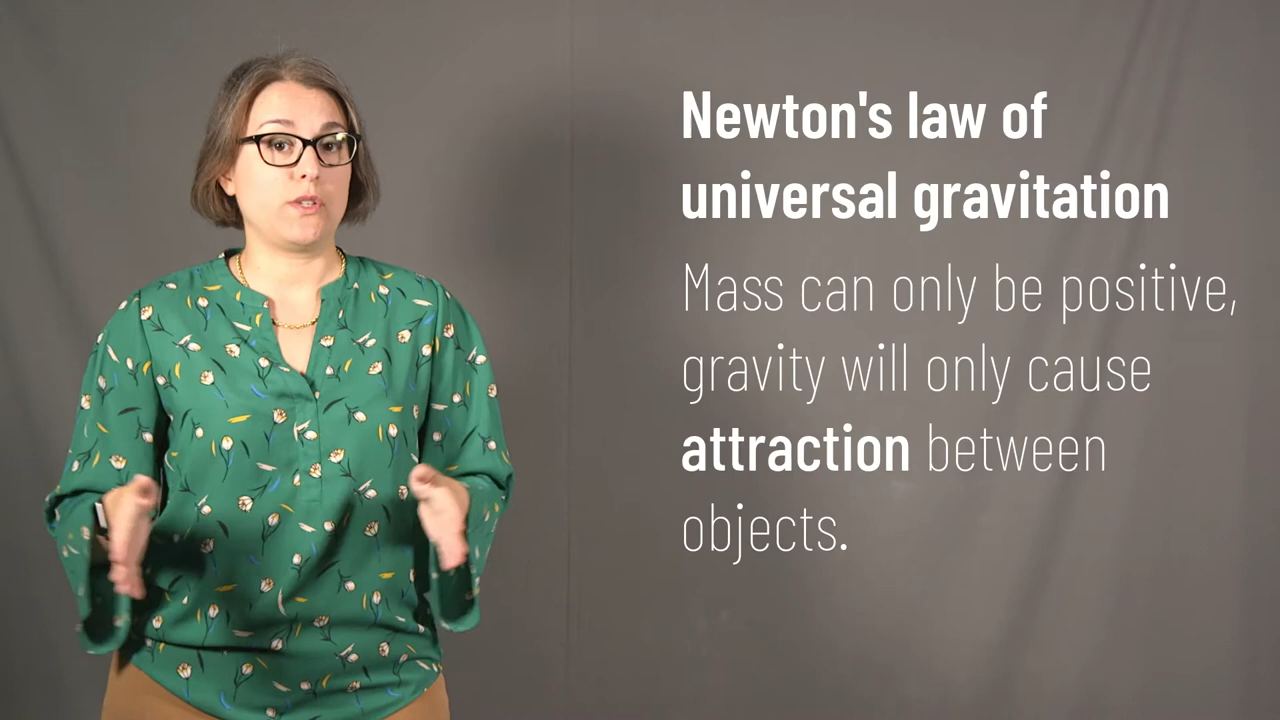 Newton's law of
universal gravitation
Mass can only be positive,
gravity will only cause
attraction between
objects.